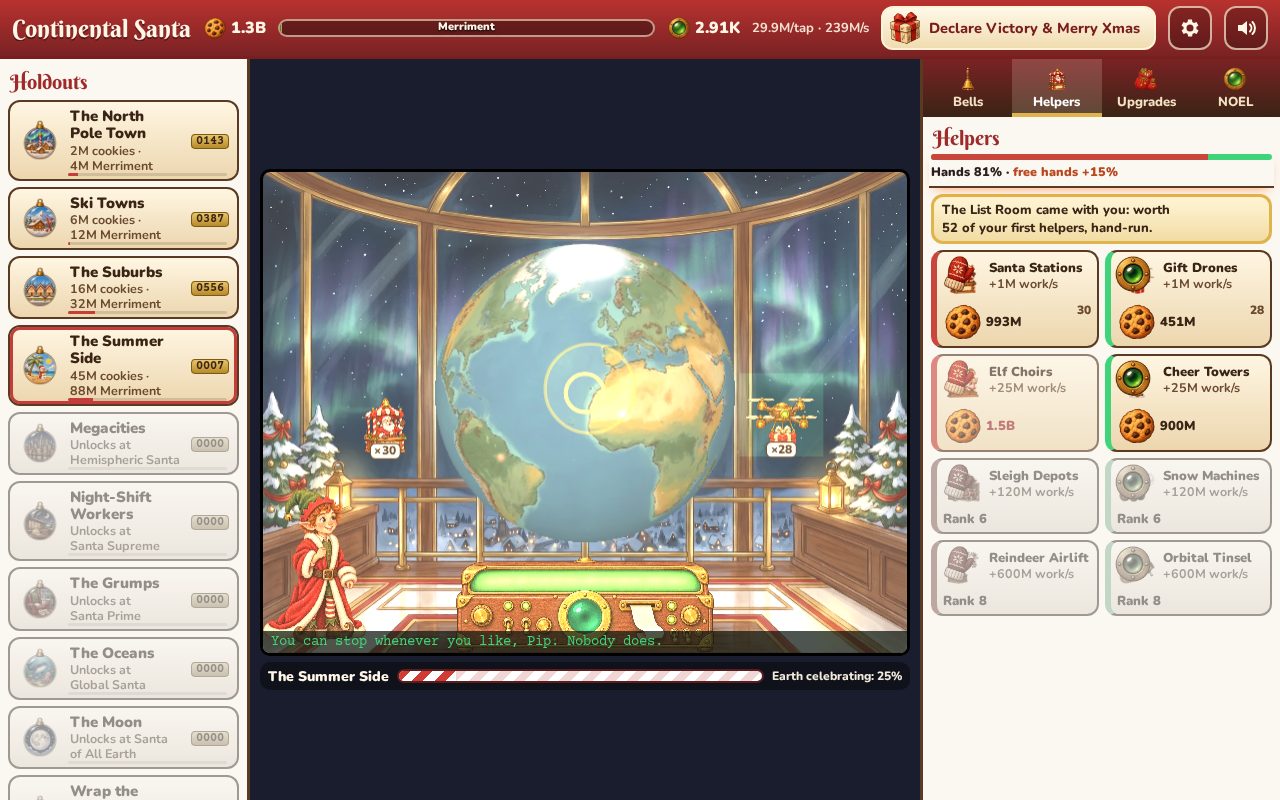 Continental Santa
1.3B
Merriment
2.91K
29.9M/tap · 239M/s
Declare Victory & Merry Xmas
Holdouts
The North
Pole Town
2M cookies ·
4M Merriment
0143
Ski Towns
6M cookies ·
12M Merriment
0387
The Suburbs
16M cookies ·
32M Merriment
0556
The Summer
Side
45M cookies ·
88M Merriment
0007
Megacities
Unlocks at
Hemispheric Santa
0000
Night-Shift
Workers
Unlocks at
Santa Supreme
0000
The Grumps
Unlocks at
Santa Prime
0000
The Oceans
Unlocks at
Global Santa
0000
The Moon
Unlocks at Santa
of All Earth
0000
Wrap the
×30
×28
You can stop whenever you like, Pip. Nobody does.
The Summer Side
Earth celebrating: 25%
Bells
Helpers
Upgrades
NOEL
Helpers
Hands 81% · free hands +15%
The List Room came with you: worth
52 of your first helpers, hand-run.
Santa Stations
+1M work/s
30
993M
Gift Drones
+1M work/s
28
451M
Elf Choirs
+25M work/s
1.5B
Cheer Towers
+25M work/s
900M
Sleigh Depots
+120M work/s
Rank 6
Snow Machines
+120M work/s
Rank 6
Reindeer Airlift
+600M work/s
Rank 8
Orbital Tinsel
+600M work/s
Rank 8